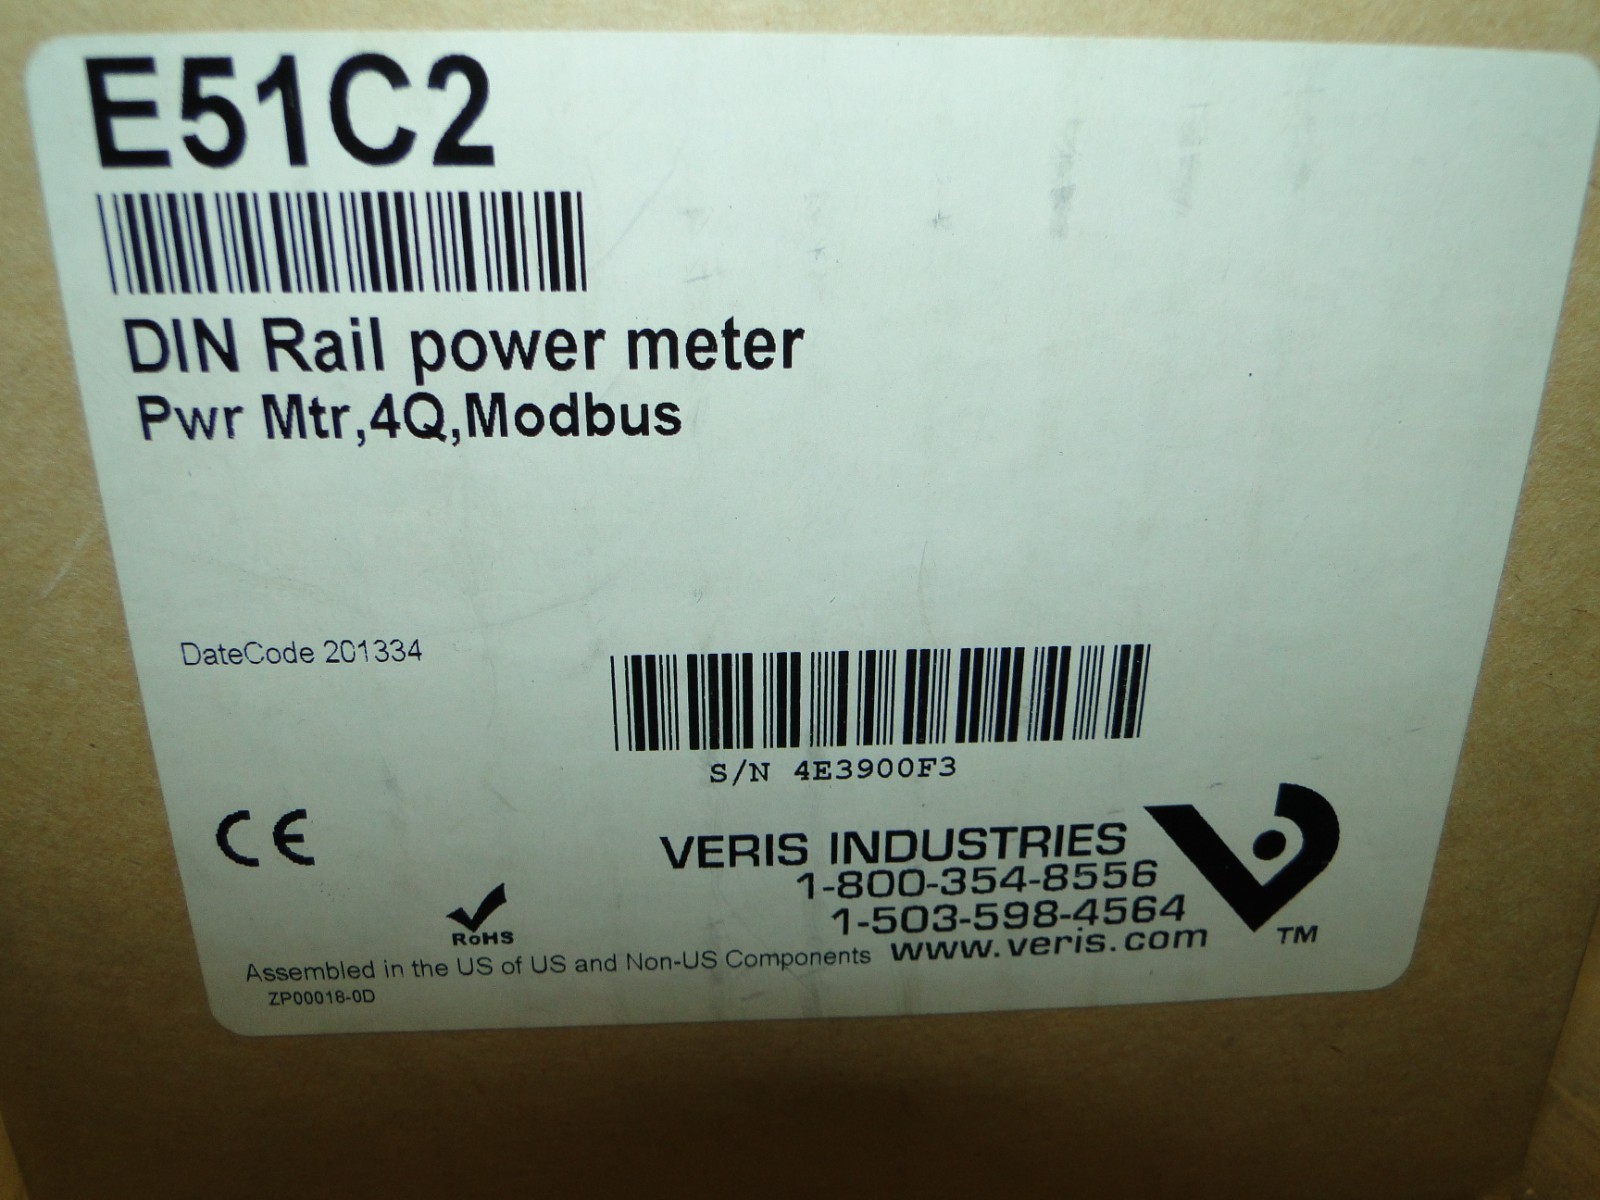 E51C2
DIN Rail power meter
Pwr Mtr,4Q,Modbus
DateCode 201334
S/N 4E3900F3
CE
RoHS
VERIS INDUSTRIES
1-800-354-8556
1-503-598-4564
www.veris.com
TM
Assembled in the US of US and Non-US Components
ZP00018-0D